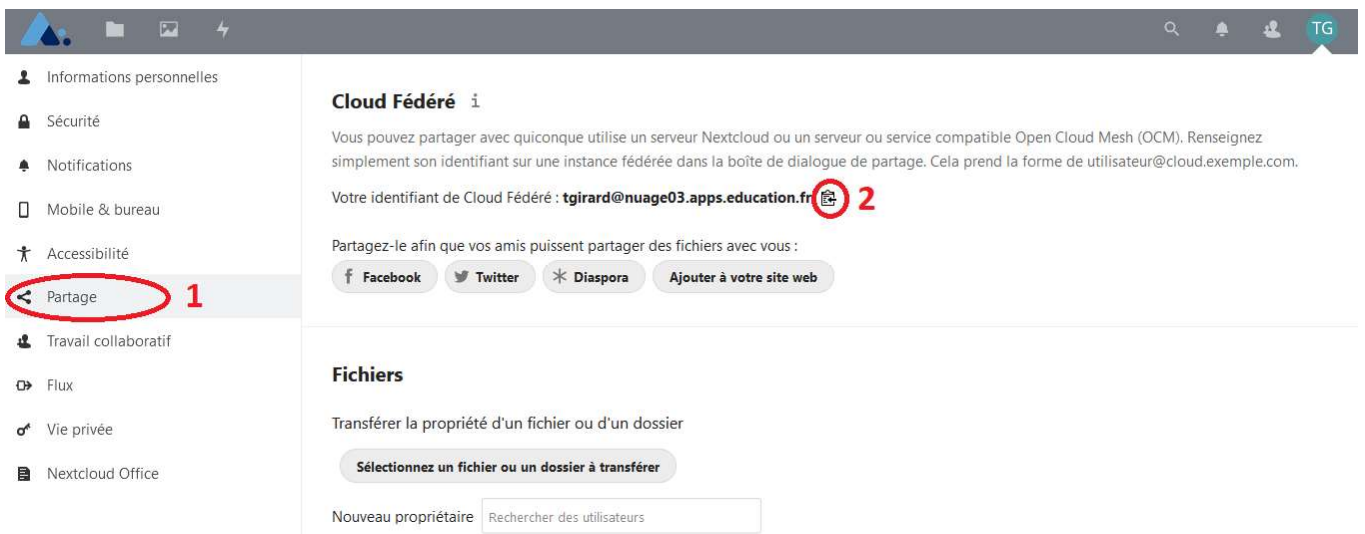 TG
Informations personnelles
Sécurité
Notifications
Mobile & bureau
Accessibilité
Partage 1
Travail collaboratif
Flux
Vie privée
Nextcloud Office
Cloud Fédéré i
Vous pouvez partager avec quiconque utilise un serveur Nextcloud ou un serveur ou service compatible Open Cloud Mesh (OCM). Renseignez
simplement son identifiant sur une instance fédérée dans la boîte de dialogue de partage. Cela prend la forme de utilisateur@cloud.exemple.com.
Votre identifiant de Cloud Fédéré : tgirard@nuage03.apps.education.fr 2
Partagez-le afin que vos amis puissent partager des fichiers avec vous :
Facebook Twitter Diaspora Ajouter à votre site web
Fichiers
Transférer la propriété d'un fichier ou d'un dossier
Sélectionnez un fichier ou un dossier à transférer
Nouveau propriétaire Rechercher des utilisateurs